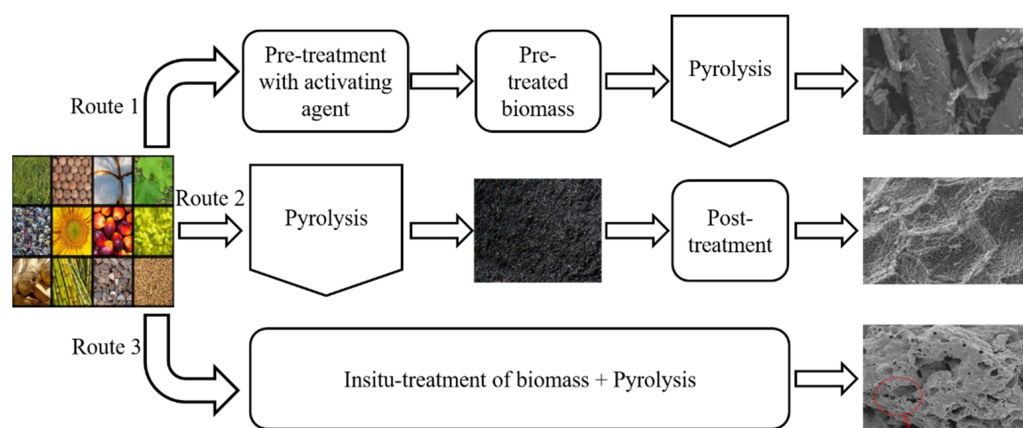 Route 1
Pre-treatment
with activating
agent
Pre-
treated
biomass
Pyrolysis
Route 2
Pyrolysis
Post-
treatment
Route 3
Insitu-treatment of biomass + Pyrolysis